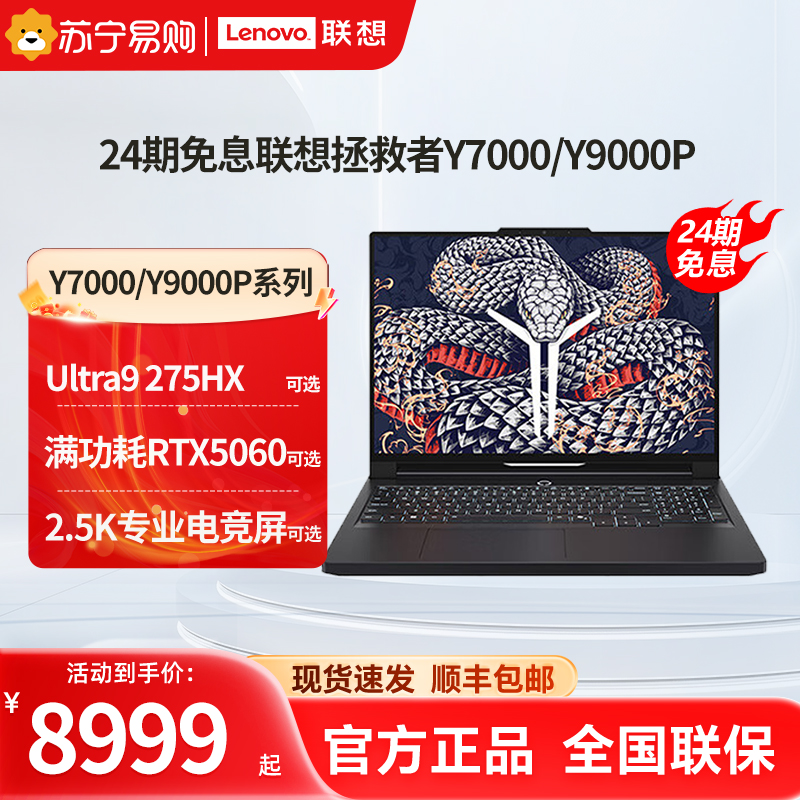 苏宁易购 Lenovo 联想
24期免息联想拯救者Y7000/Y9000P
24期
免息
Y7000/Y9000P系列
Ultra9 275HX 可选
满功耗RTX5060可选
2.5K专业电竞屏可选
活动到手价:
¥8999起
现货速发 顺丰包邮
官方正品 全国联保